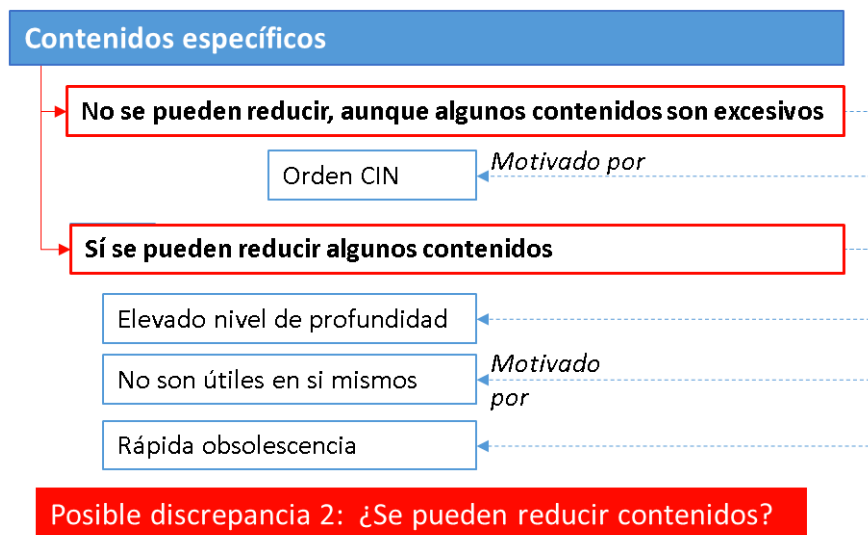 Contenidos específicos
No se pueden reducir, aunque algunos contenidos son excesivos
Orden CIN
Motivado por
Sí se pueden reducir algunos contenidos
Elevado nivel de profundidad
No son útiles en si mismos
Motivado
por
Rápida obsolescencia
Posible discrepancia 2: ¿Se pueden reducir contenidos?